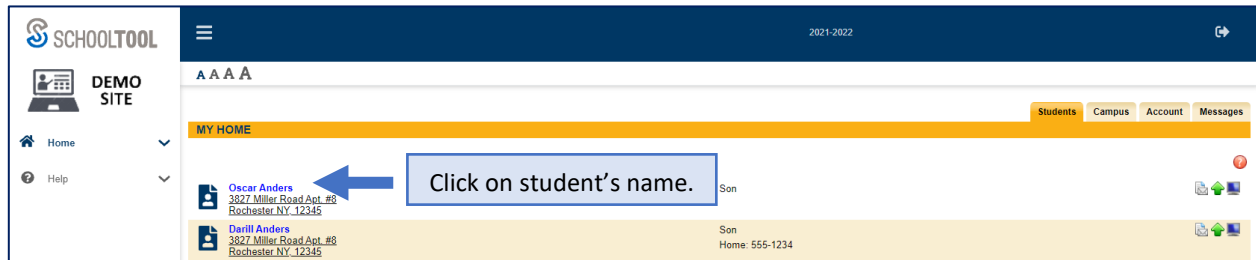 SCHOOLTOOL
2021-2022
DEMO
SITE
A A A A
Students Campus Account Messages
MY HOME
Home
Help
?
Oscar Anders
3827 Miller Road Apt. #8
Rochester NY, 12345
Click on student’s name.
Son
Darill Anders
3827 Miller Road Apt. #8
Rochester NY, 12345
Son
Home: 555-1234